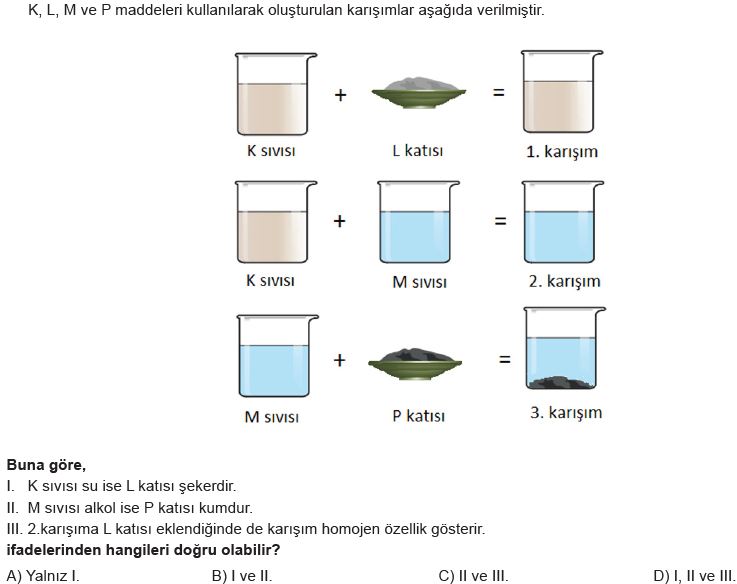 K, L, M ve P maddeleri kullanılarak oluşturulan karışımlar aşağıda verilmiştir.
+ =
K sıvısı L katısı 1. karışım
+ =
K sıvısı M sıvısı 2. karışım
+ =
M sıvısı P katısı 3. karışım
Buna göre,
I. K sıvısı su ise L katısı şekerdir.
II. M sıvısı alkol ise P katısı kumdur.
III. 2.karışıma L katısı eklendiğinde de karışım homojen özellik gösterir.
ifadelerinden hangileri doğru olabilir?
A) Yalnız I. B) I ve II. C) II ve III. D) I, II ve III.